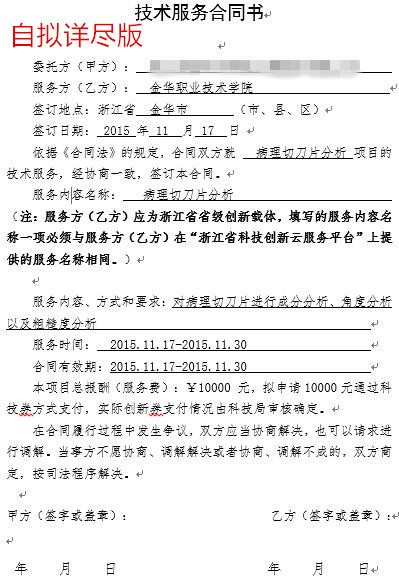 技术服务合同书
自拟详尽版
委托方（甲方）：
服务方（乙方）： 金华职业技术学院
签订地点：浙江省 金华市 （市、县、区）
签订日期： 2015 年 11 月 17 日
依据《合同法》的规定，合同双方就 病理切刀片分析 项目的
技术服务，经协商一致，签订本合同。
服务内容名称： 病理切刀片分析
（注：服务方（乙方）应为浙江省省级创新载体，填写的服务内容名
称一项必须与服务方（乙方）在“浙江省科技创新云服务平台”上提
供的服务名称相同。）
服务内容、方式和要求：对病理切刀片进行成分分析、角度分析
以及粗糙度分析
服务时间： 2015.11.17-2015.11.30
合同有效期：2015.11.17-2015.11.30
本项目总报酬（服务费）：￥10000 元，拟申请10000元通过科
技券方式支付，实际创新券支付情况由科技局审核确定。
在合同履行过程中发生争议，双方应当协商解决，也可以请求进
行调解。当事方不愿协商、调解解决或者协商、调解不成的，双方商
定，按司法程序解决。
甲方（签字或盖章）： 乙方（签字或盖章）:
年 月 日 年 月 日